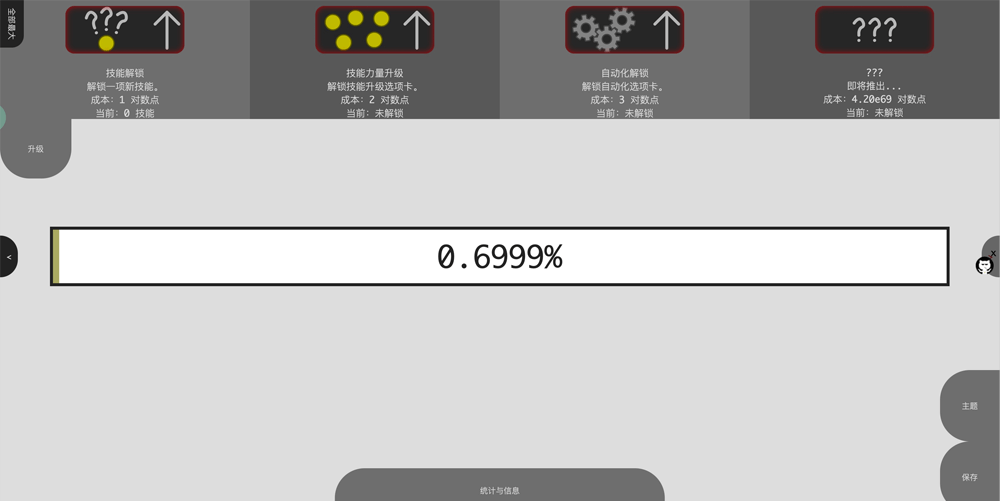 全部最大
???
技能解锁
解锁一项新技能。
成本: 1 对数点
当前: 0 技能
技能力量升级
解锁技能升级选项卡。
成本: 2 对数点
当前: 未解锁
自动化解锁
解锁自动化选项卡。
成本: 3 对数点
当前: 未解锁
???
???
即将推出...
成本: 4.20e69 对数点
当前: 未解锁
升级
<
0.6999%
x
主题
保存
统计与信息